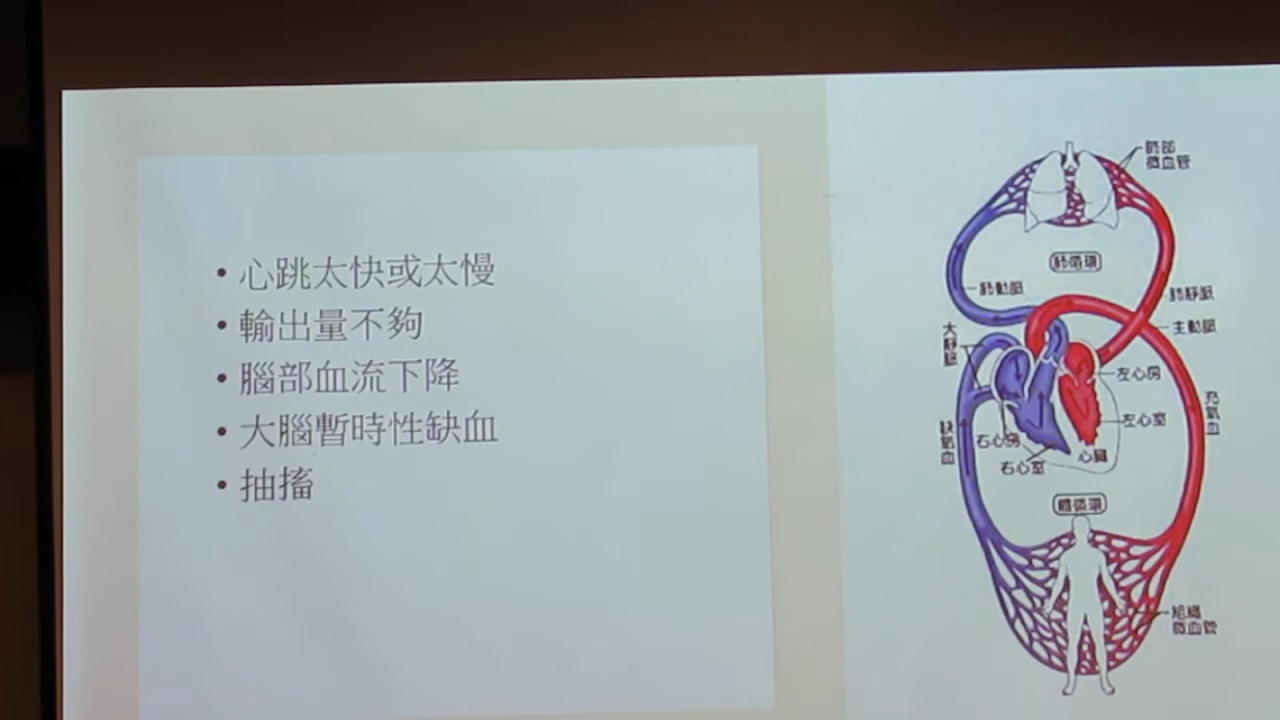 • 心跳太快或太慢
• 輸出量不夠
• 腦部血流下降
• 大腦暫時性缺血
• 抽搐
肺部
微血管
肺循環
肺動脈
肺靜脈
主動脈
大靜脈
左心房
充氧血
左心室
缺氧血
右心房
心臟
右心室
體循環
組織
微血管